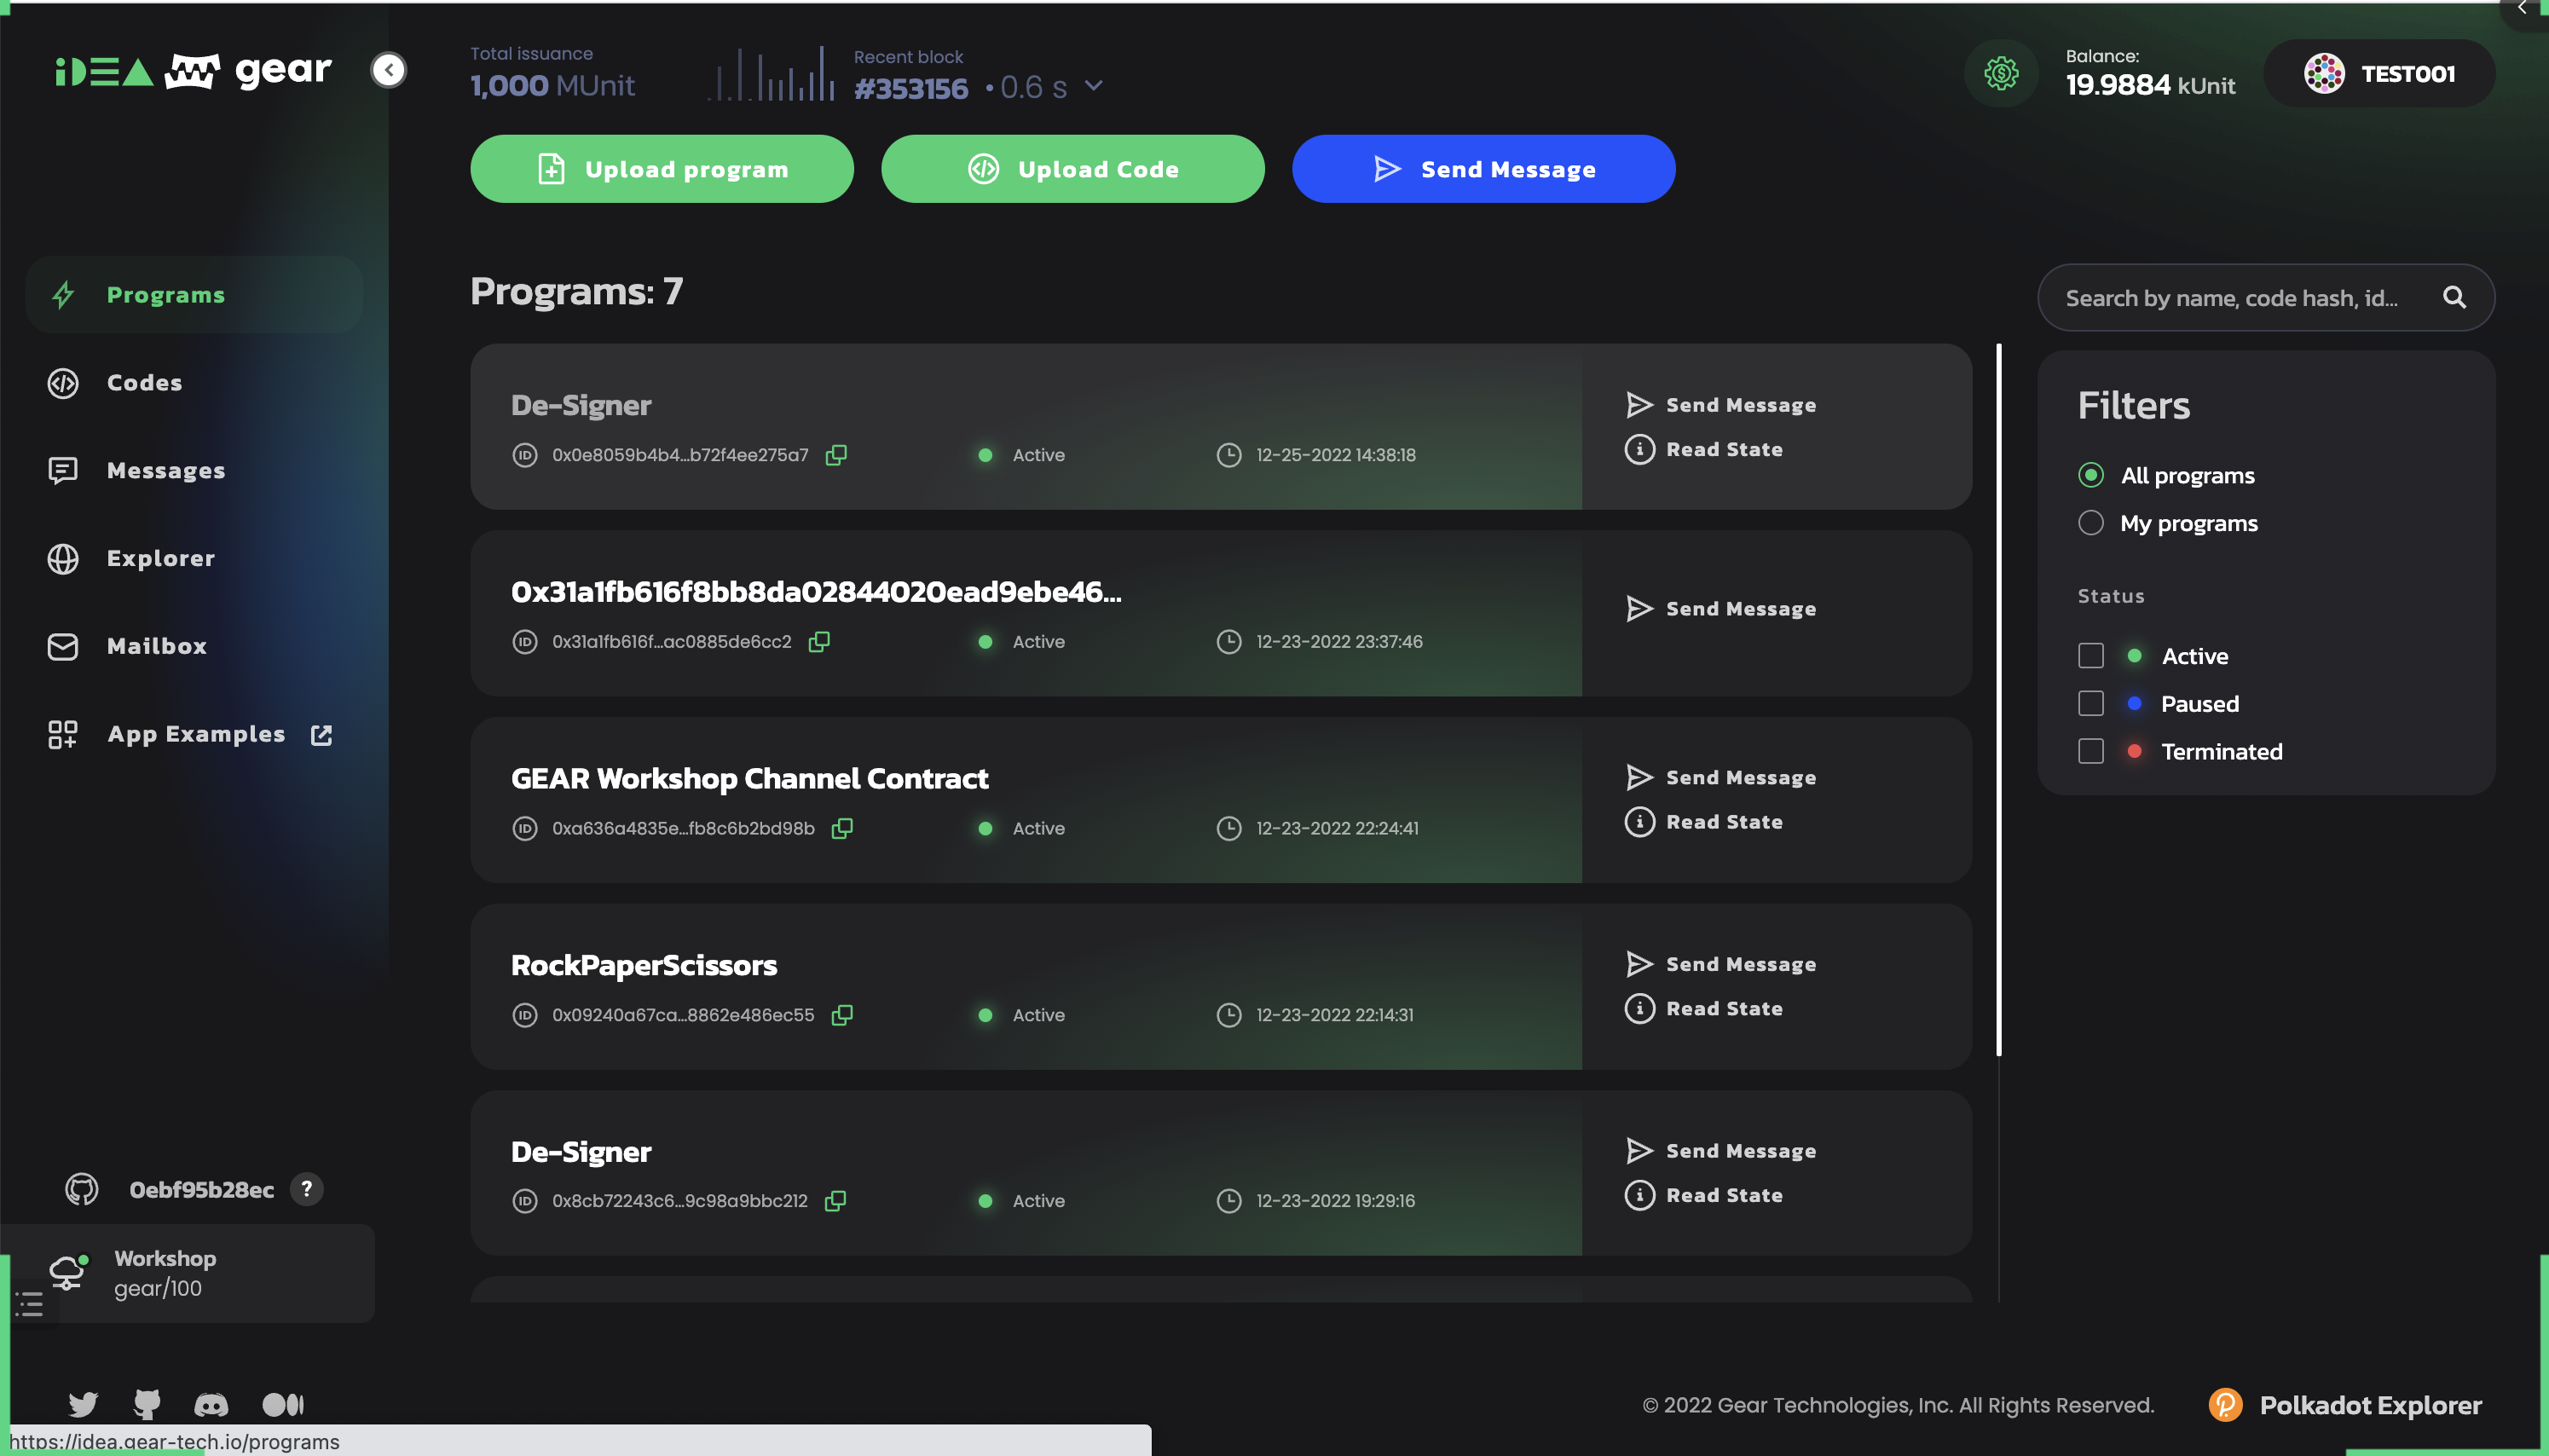 iDEA gear
Total issuance
1,000 MUnit
Recent block
#353156 • 0.6 s
Balance:
19.9884 kUnit
TEST001
Upload program
Upload Code
Send Message
Programs
Codes
Messages
Explorer
Mailbox
App Examples
Programs: 7
De-Signer
ID 0x0e8059b4b4...b72f4ee275a7
Active
12-25-2022 14:38:18
Send Message
Read State
0x31a1fb616f8bb8da02844020ead9ebe46...
ID 0x31a1fb616f...ac0885de6cc2
Active
12-23-2022 23:37:46
Send Message
GEAR Workshop Channel Contract
ID 0xa636a4835e...fb8c6b2bd98b
Active
12-23-2022 22:24:41
Send Message
Read State
RockPaperScissors
ID 0x09240a67ca...8862e486ec55
Active
12-23-2022 22:14:31
Send Message
Read State
De-Signer
ID 0x8cb72243c6...9c98a9bbc212
Active
12-23-2022 19:29:16
Send Message
Read State
Search by name, code hash, id...
Filters
All programs
My programs
Status
Active
Paused
Terminated
0ebf95b28ec ?
Workshop
gear/100
© 2022 Gear Technologies, Inc. All Rights Reserved.
Polkadot Explorer
https://idea.gear-tech.io/programs